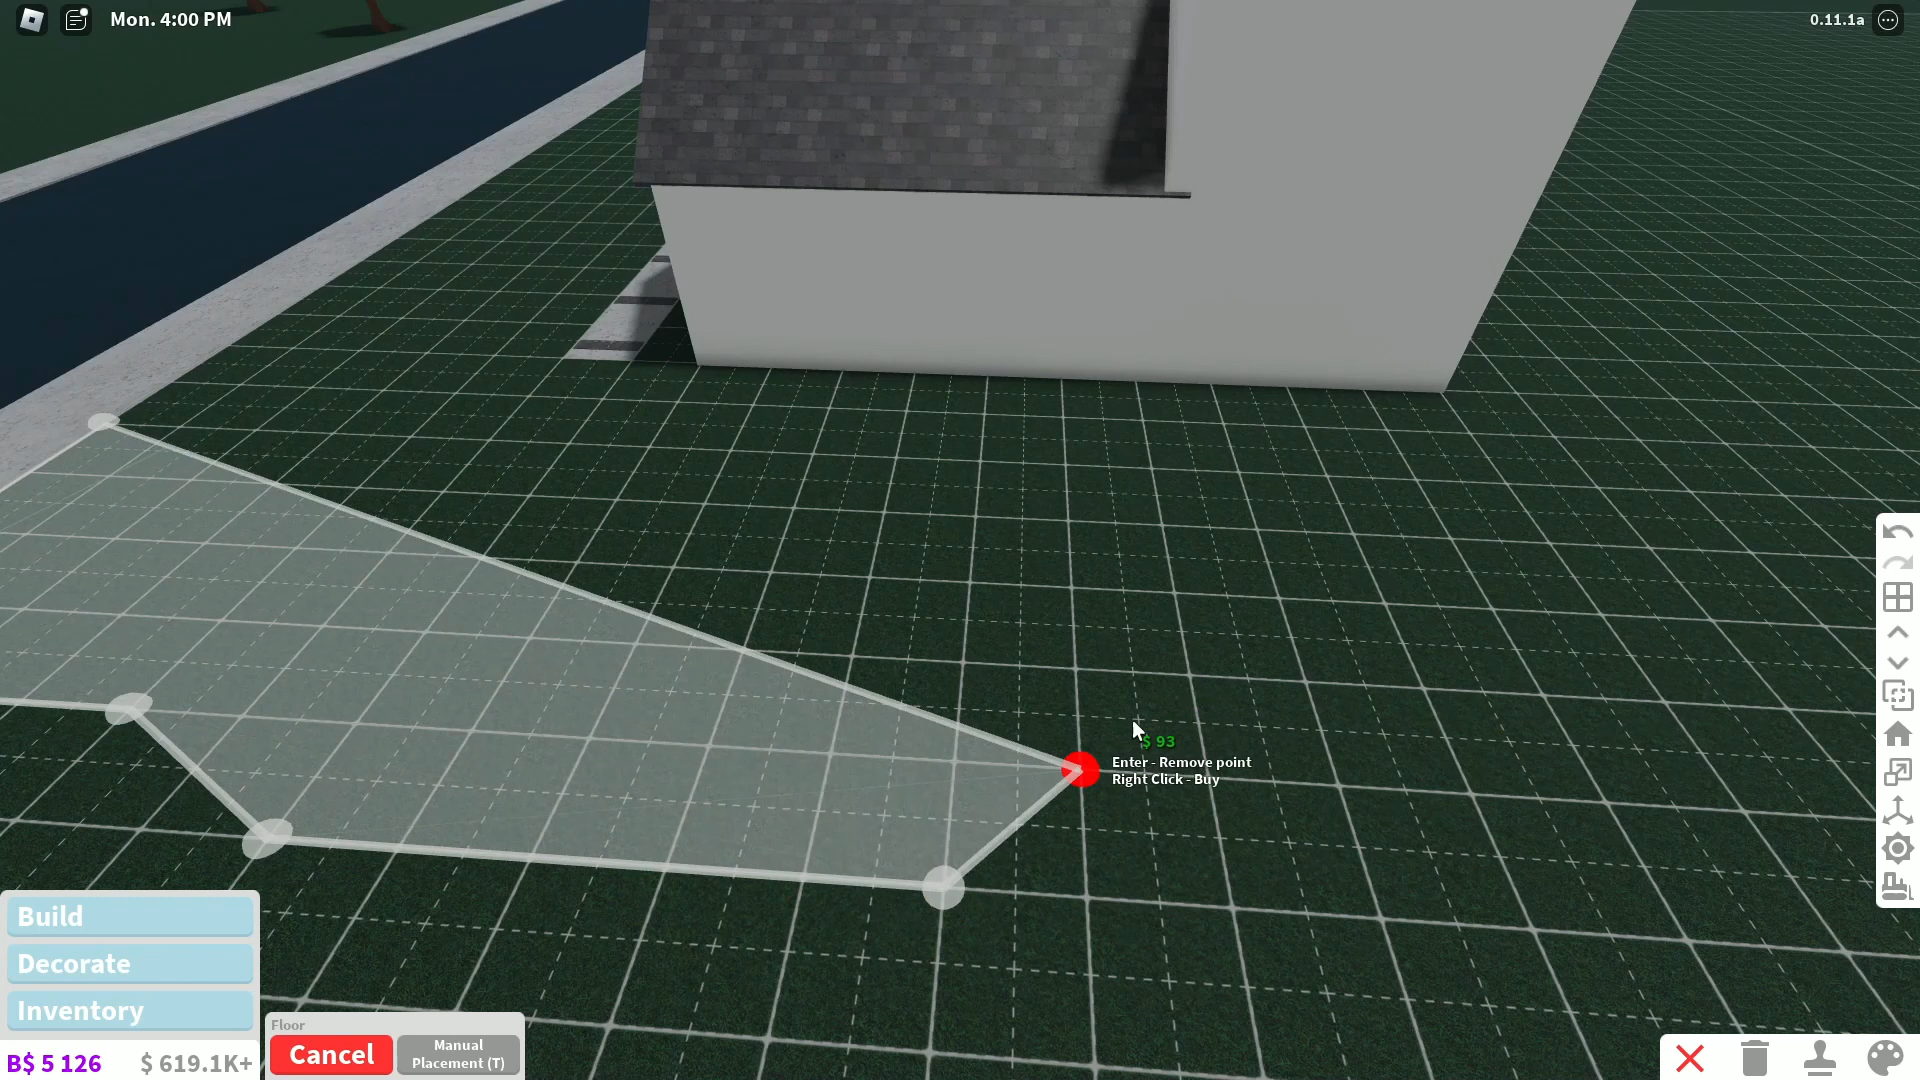 Mon. 4:00 PM
0.11.1a
$ 93
Enter - Remove point
Right Click - Buy
Build
Decorate
Inventory
B$ 5 126
$ 619.1K+
Floor
Cancel
Manual
Placement (T)